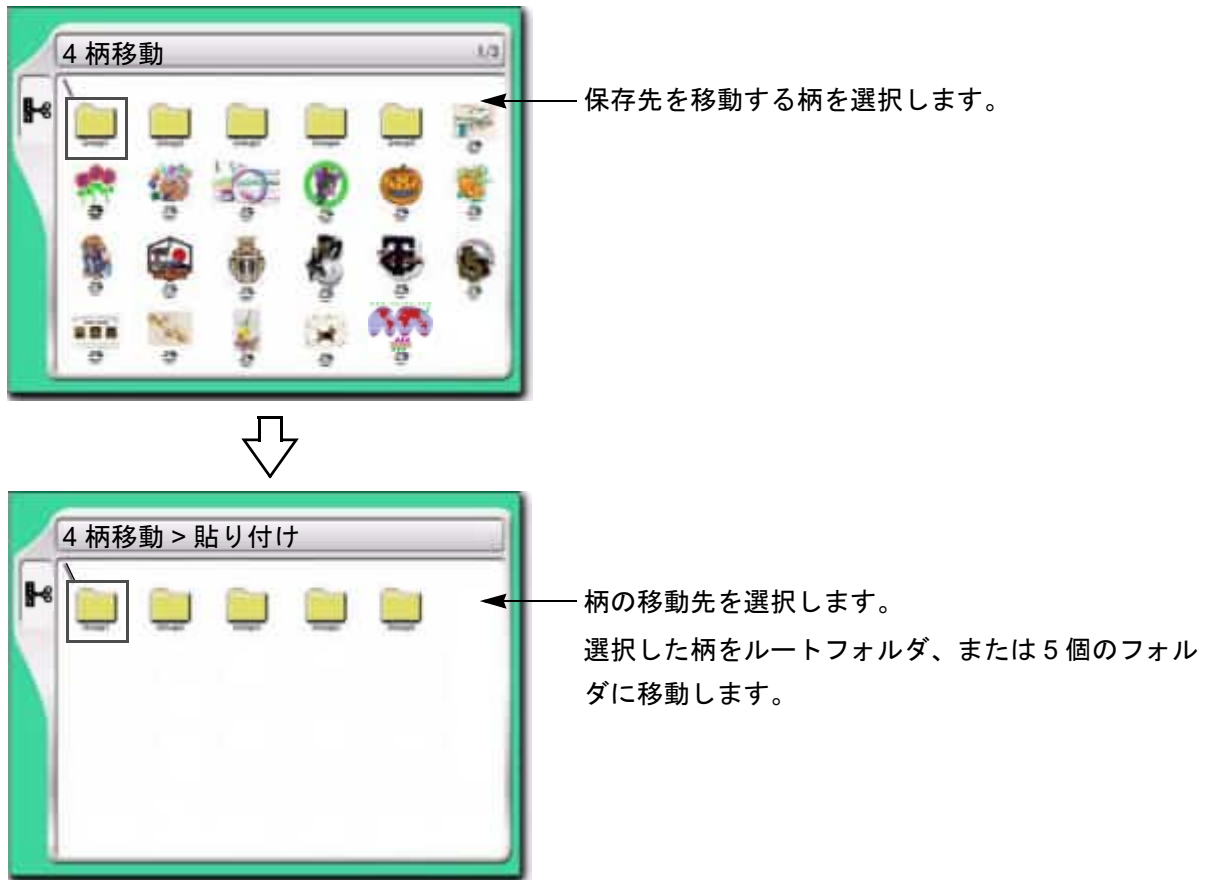 4 柄移動
1/3
保存先を移動する柄を選択します。
4 柄移動 > 貼り付け
柄の移動先を選択します。
選択した柄をルートフォルダ、または 5 個のフォル
ダに移動します。